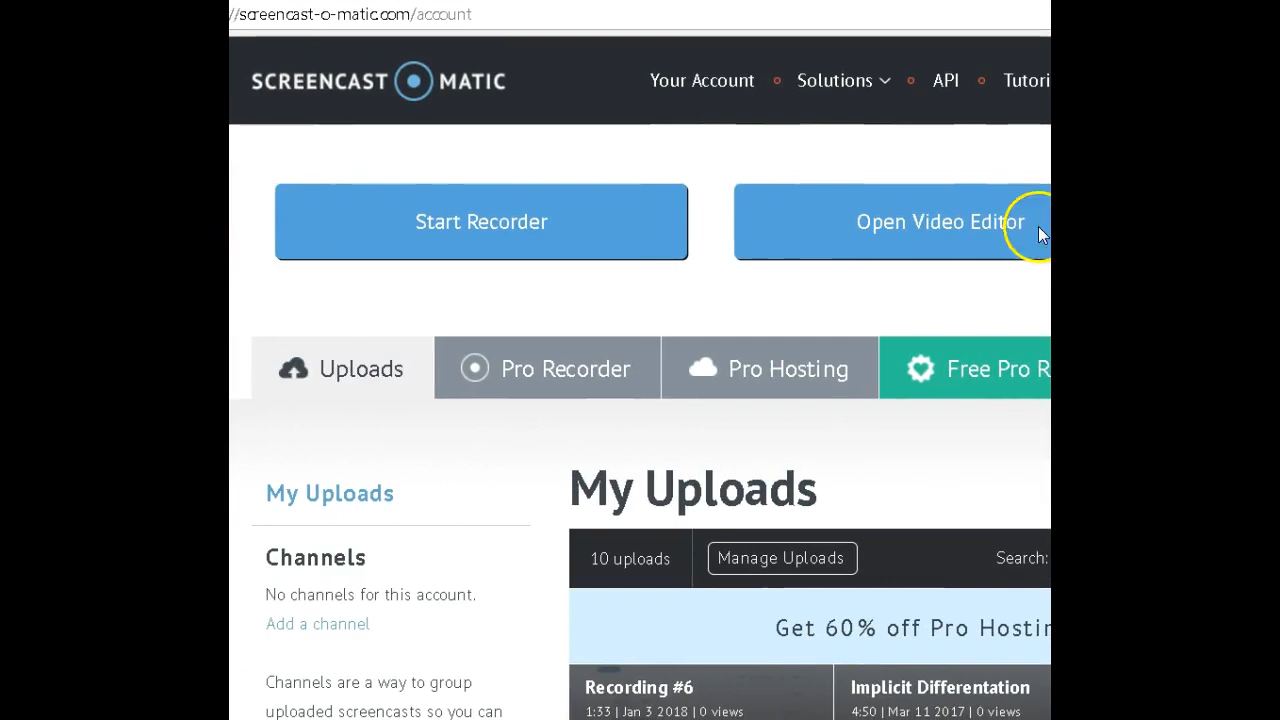 //screencast-o-matic.com/account
SCREENCAST MATIC
Your Account Solutions API Tutori
Start Recorder
Open Video Editor
Uploads
Pro Recorder
Pro Hosting
Free Pro R
My Uploads
Channels
No channels for this account.
Add a channel
Channels are a way to group
uploaded screencasts so you can
My Uploads
10 uploads
Manage Uploads
Search:
Get 60% off Pro Hostin
Recording #6
1:33 | Jan 3 2018 | 0 views
Implicit Differentation
4:50 | Mar 11 2017 | 0 views